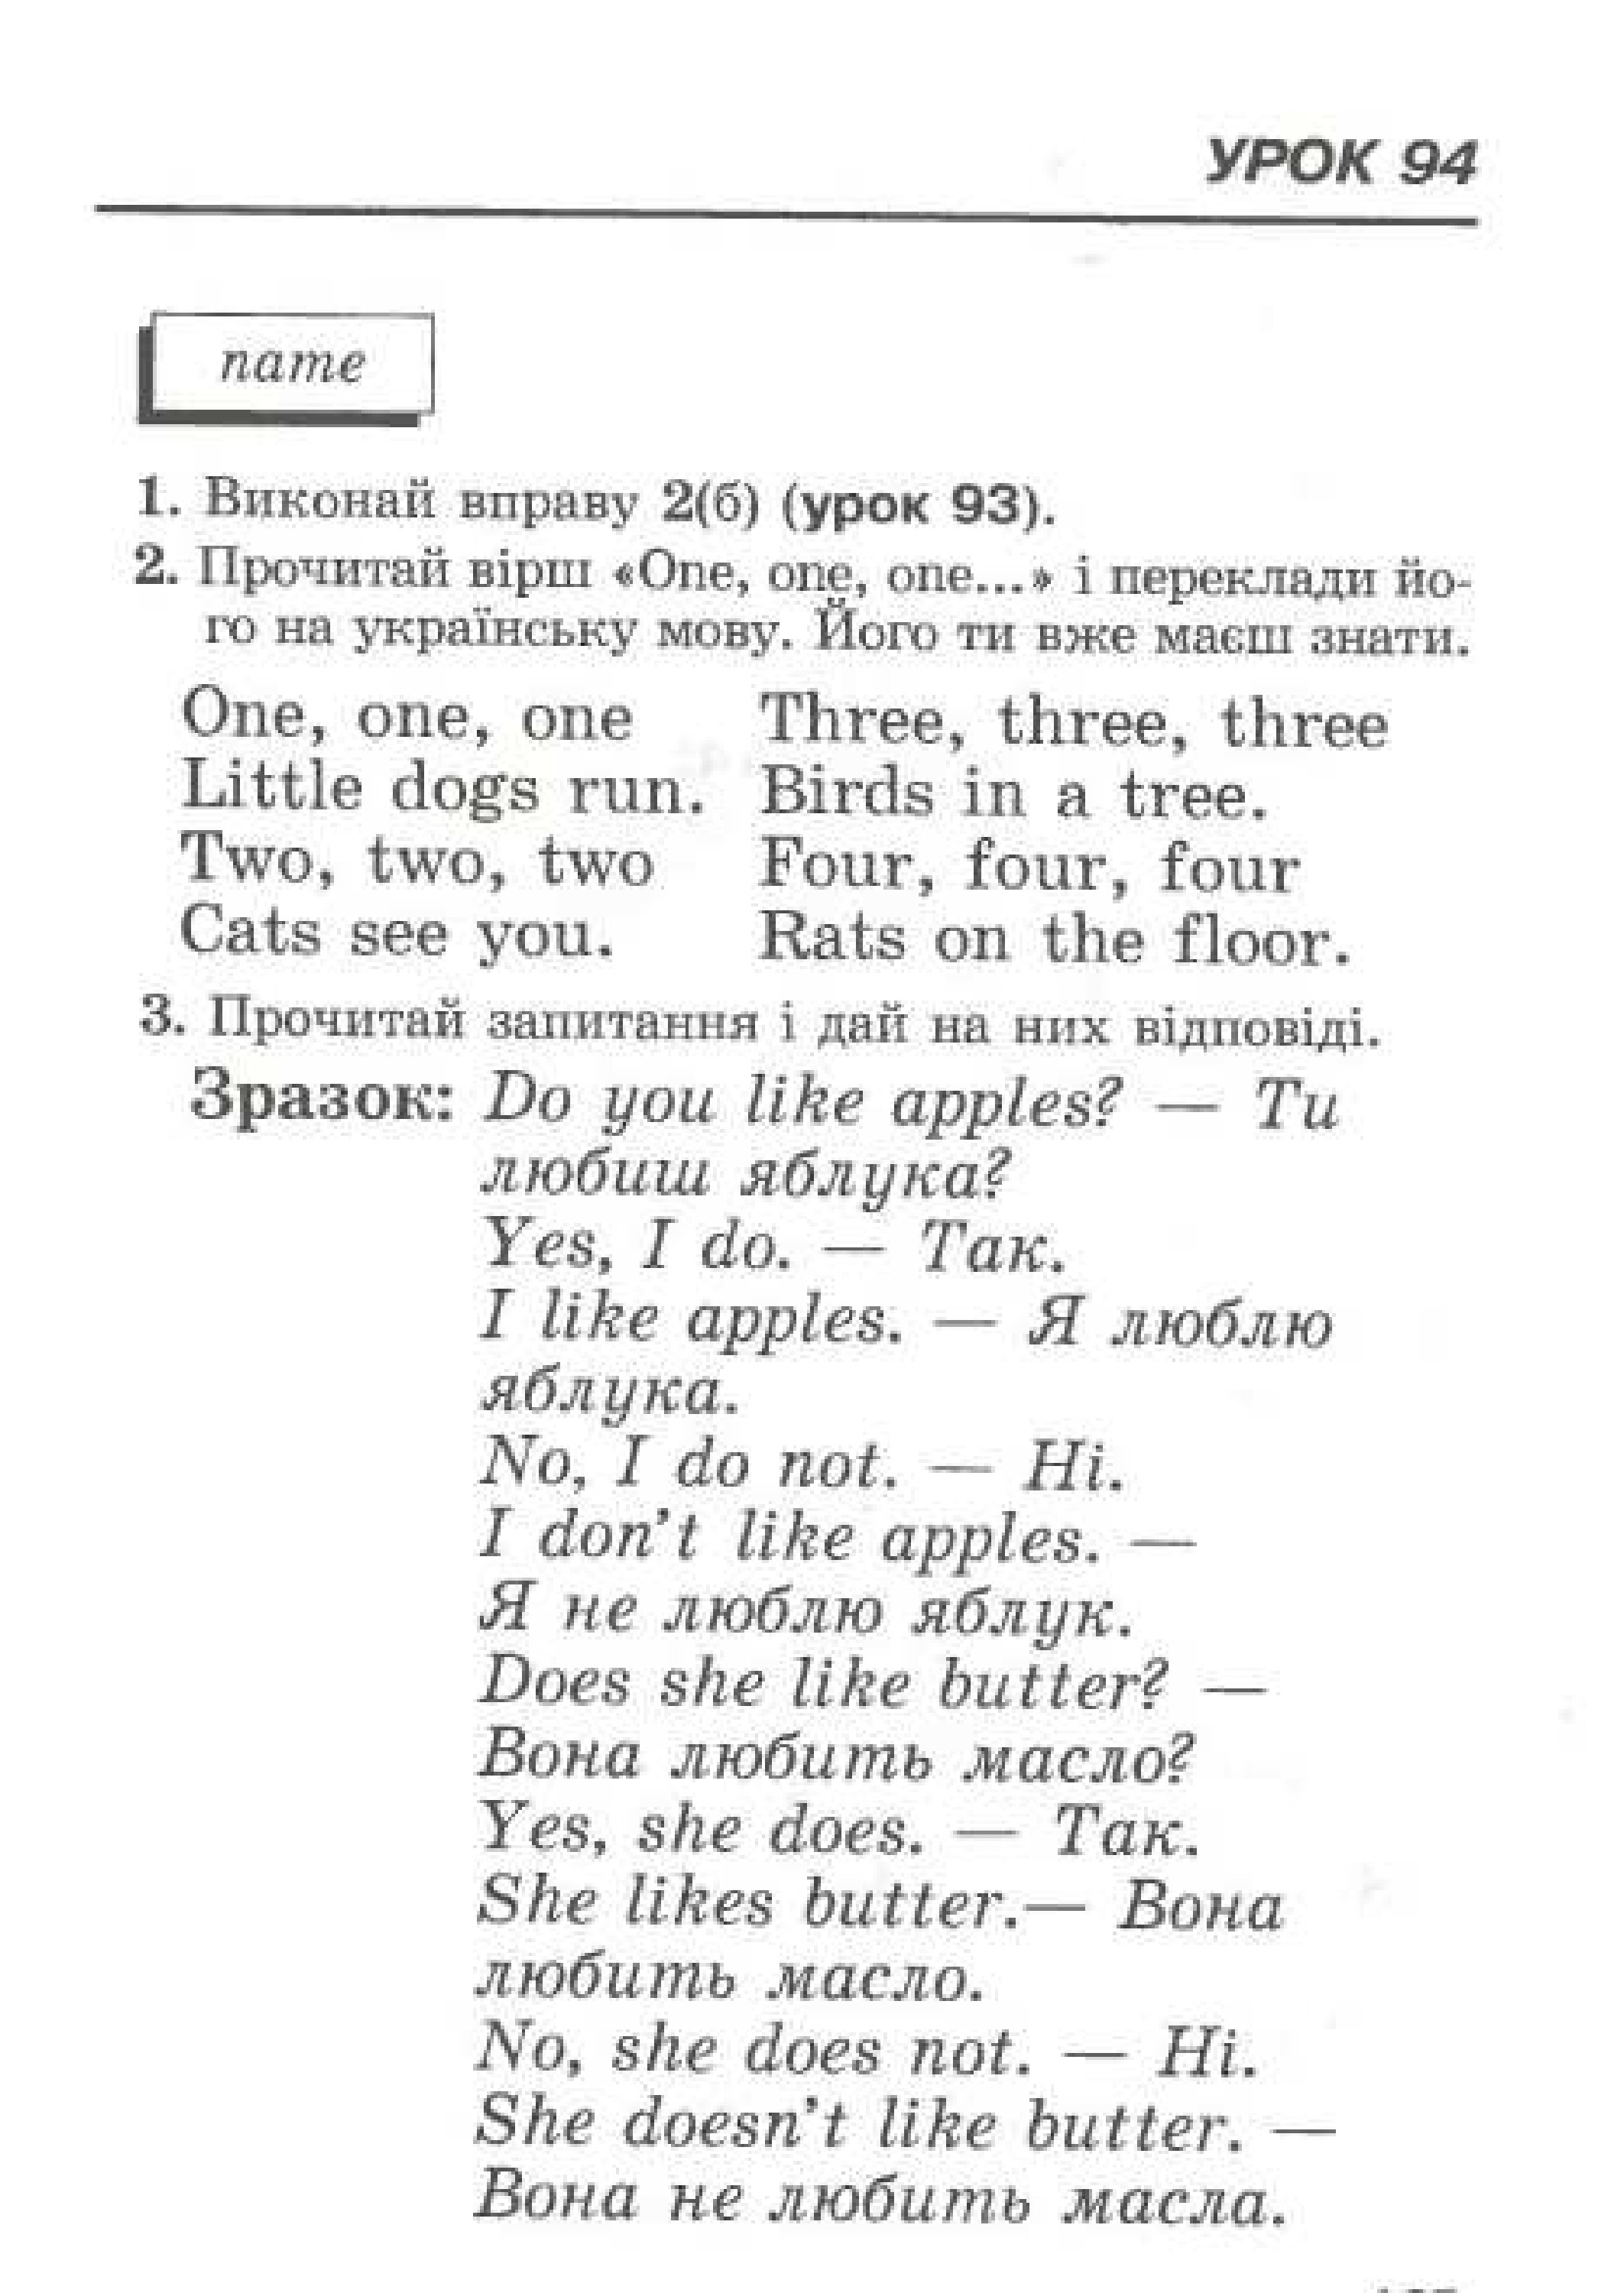 УРОК 94
name
1. Виконай вправу 2(б) (урок 93).
2. Прочитай вірш «One, one, one...» і переклади йо-
го на українську мову. Його ти вже маєш знати.
One, one, one
Little dogs run.
Two, two, two
Cats see you.
Three, three, three
Birds in a tree.
Four, four, four
Rats on the floor.
3. Прочитай запитання і дай на них відповіді.
Зразок: Do you like apples? — Ти
любиш яблука?
Yes, I do. — Так.
I like apples. — Я люблю
яблука.
No, I do not. — Ні.
I don't like apples. —
Я не люблю яблук.
Does she like butter? —
Вона любить масло?
Yes, she does. — Так.
She likes butter.— Вона
любить масло.
No, she does not. — Ні.
She doesn't like butter. —
Вона не любить масла.